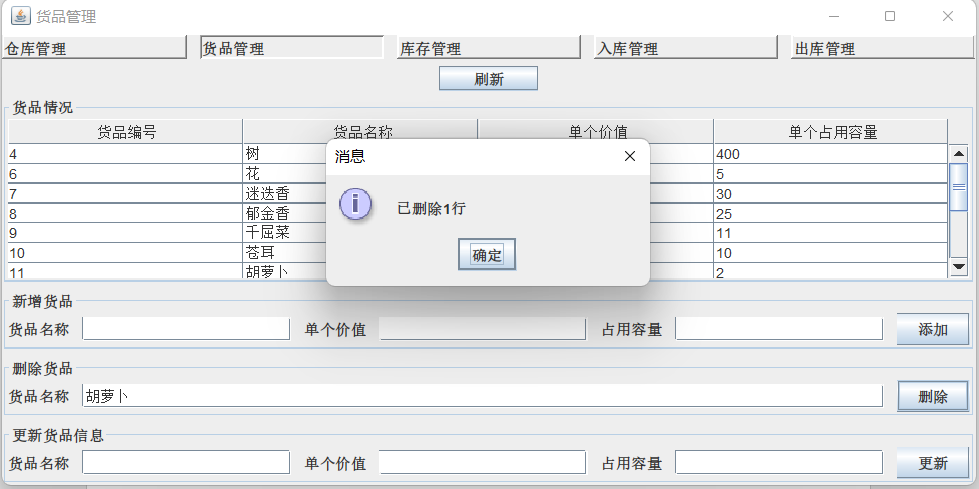 货品管理
仓库管理 货品管理 库存管理 入库管理 出库管理
刷新
货品情况
货品编号 货品名称 单个价值 单个占用容量
消息
4 树 400
6 花 5
7 迷迭香 30
8 郁金香 25
已删除1行
9 千屈菜 11
10 苍耳 10
确定
11 胡萝卜 2
新增货品
货品名称 单个价值 占用容量 添加
删除货品
货品名称 胡萝卜 删除
更新货品信息
货品名称 单个价值 占用容量 更新